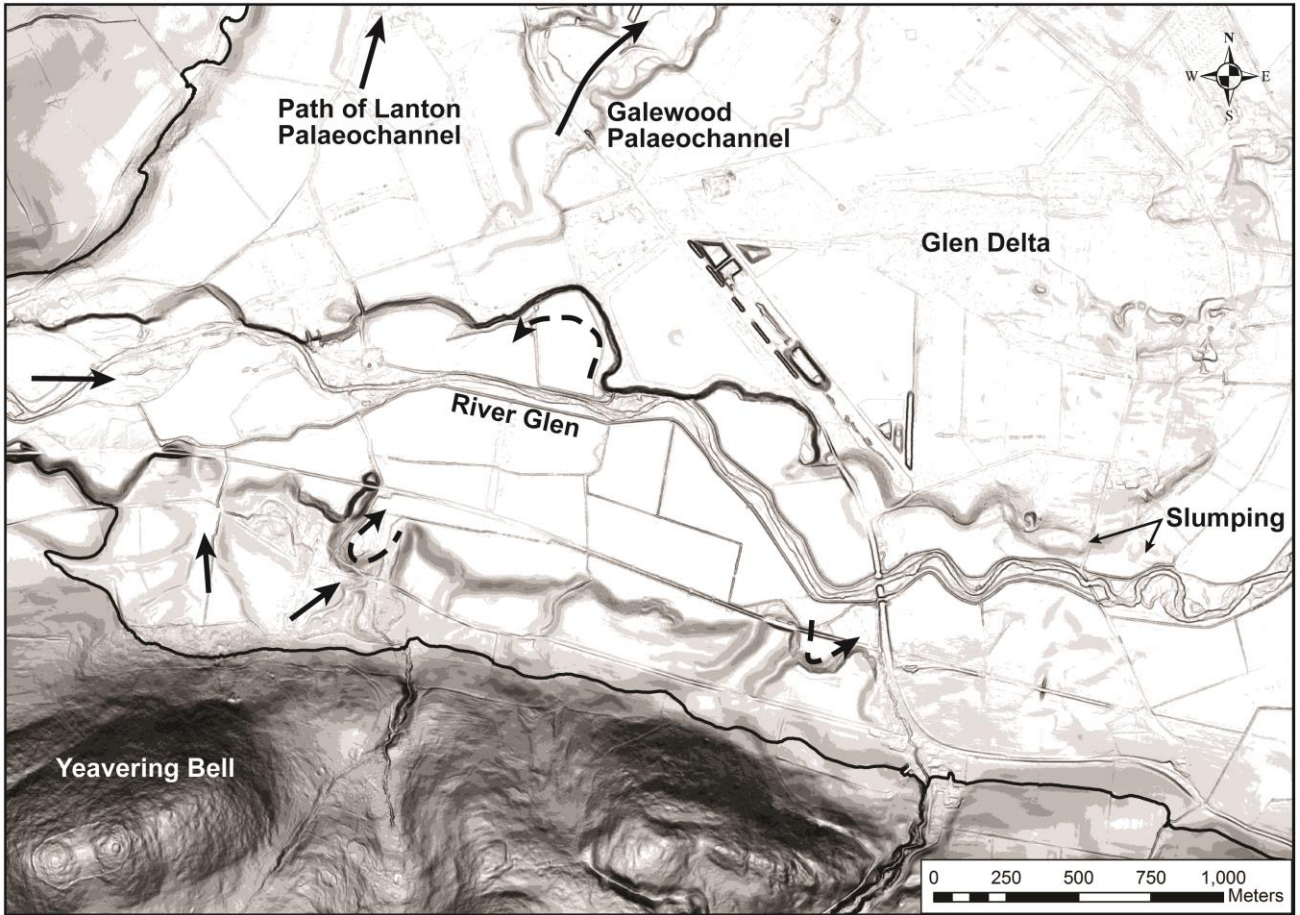 Path of Lanton
Palaeochannel
Galewood
Palaeochannel
N
W E
S
Glen Delta
River Glen
Slumping
Yeavering Bell
0 250 500 750 1,000
Meters